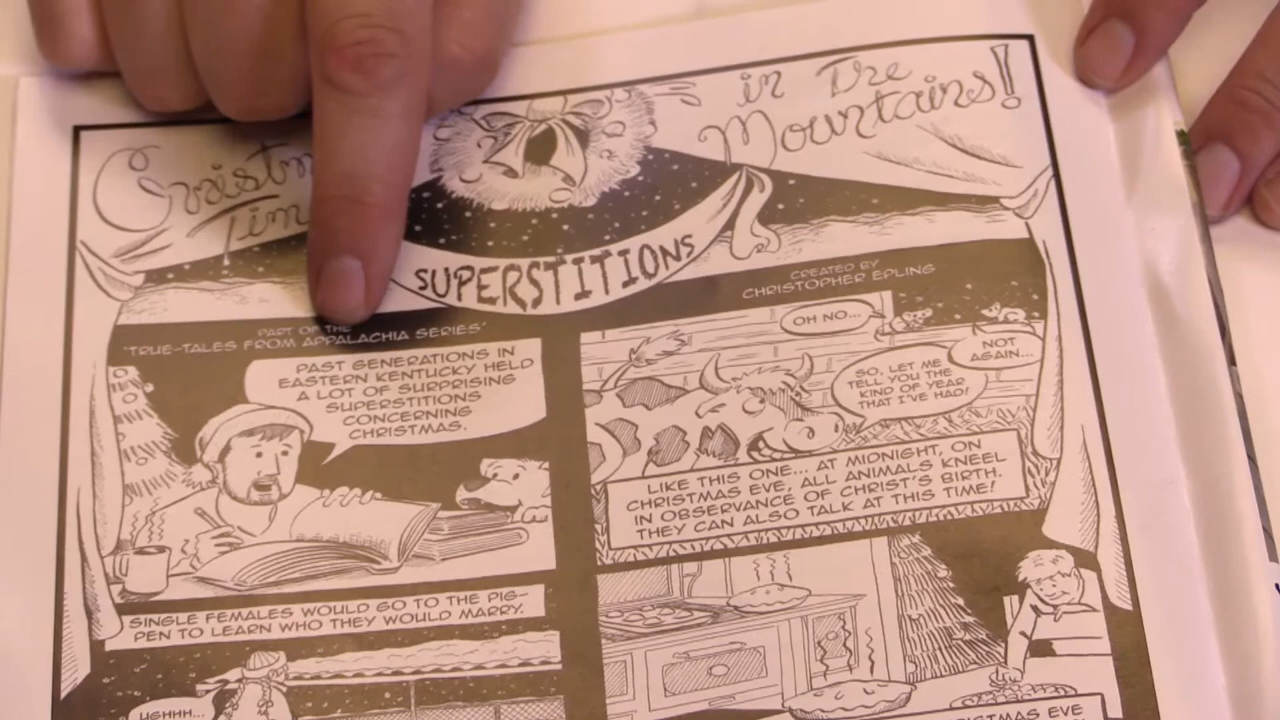 in The
Mountains!
SUPERSTITIONS
CREATED BY
CHRISTOPHER EPLING
PART OF THE
'TRUE-TALES FROM APPALACHIA SERIES'
PAST GENERATIONS IN
EASTERN KENTUCKY HELD
A LOT OF SURPRISING
SUPERSTITIONS
CONCERNING
CHRISTMAS.
OH NO...
NOT
AGAIN...
SO, LET ME
TELL YOU THE
KIND OF YEAR
THAT I'VE HAD!
LIKE THIS ONE... AT MIDNIGHT, ON
CHRISTMAS EVE, ALL ANIMALS KNEEL
IN OBSERVANCE OF CHRIST'S BIRTH.
THEY CAN ALSO TALK AT THIS TIME!
SINGLE FEMALES WOULD GO TO THE PIG-
PEN TO LEARN WHO THEY WOULD MARRY.
UGHHH...
EVE